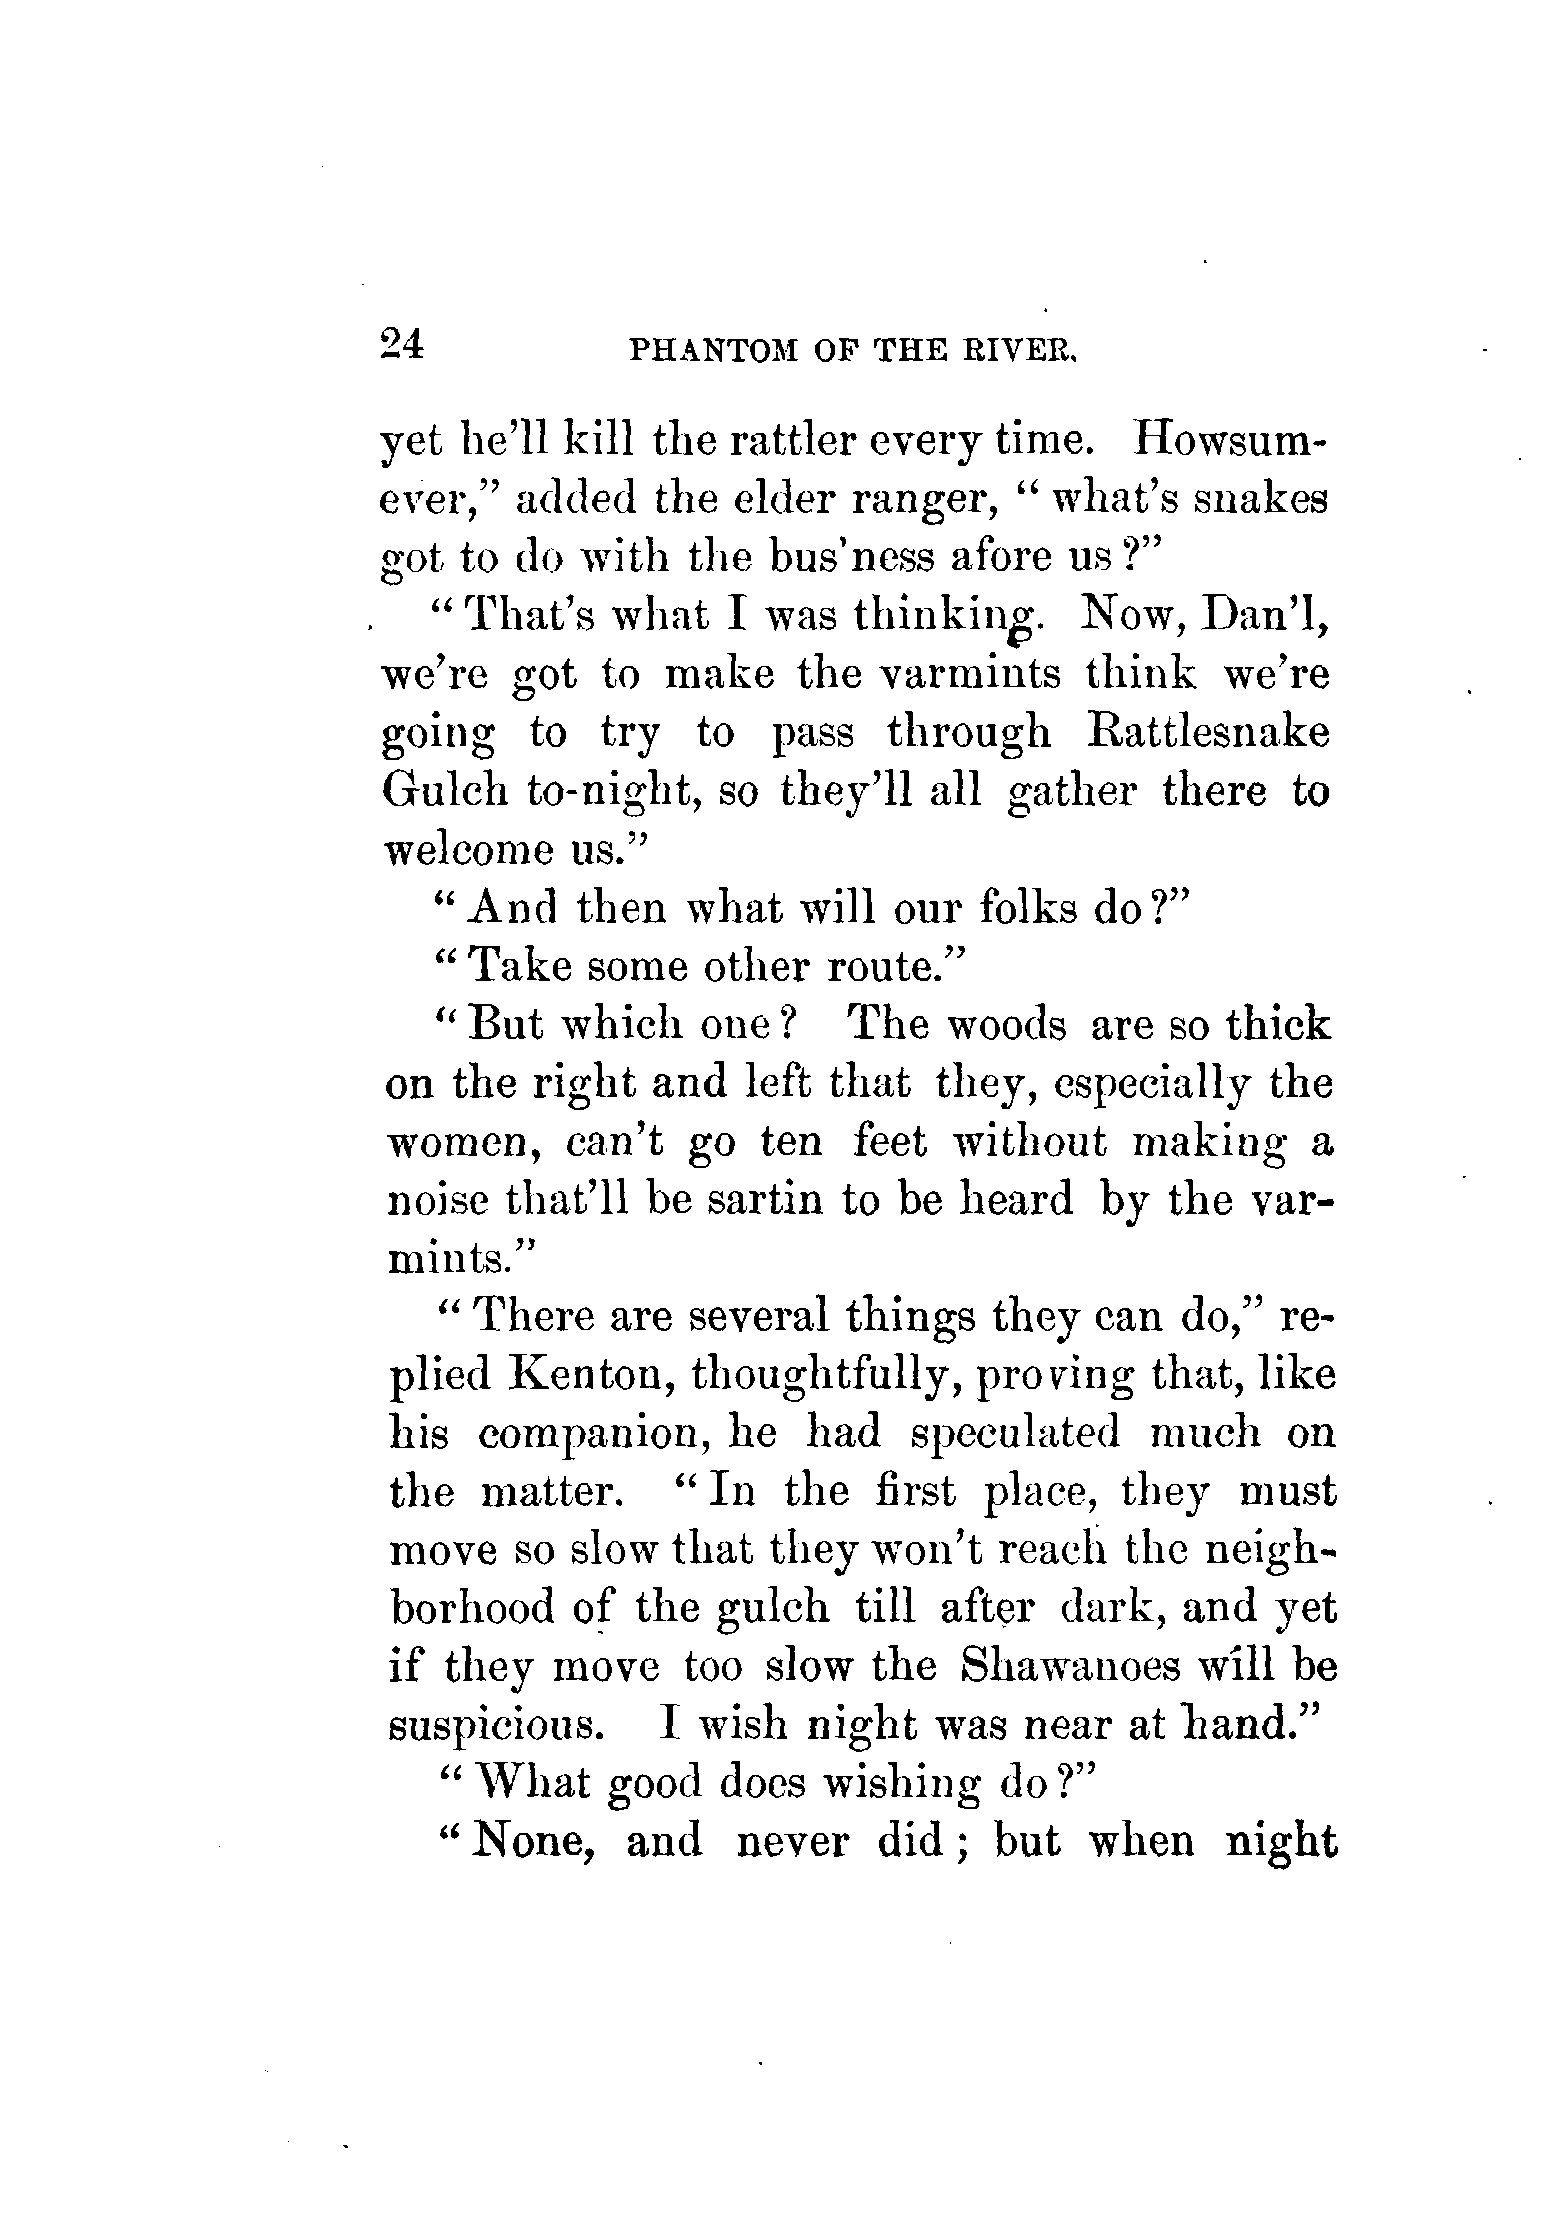 24 PHANTOM OF THE RIVER.
yet he'll kill the rattler every time. Howsum-
ever," added the elder ranger, "what's snakes
got to do with the bus'ness afore us?"
"That's what I was thinking. Now, Dan'l,
we're got to make the varmints think we're
going to try to pass through Rattlesnake
Gulch to-night, so they'll all gather there to
welcome us."
"And then what will our folks do?"
"Take some other route."
"But which one? The woods are so thick
on the right and left that they, especially the
women, can't go ten feet without making a
noise that'll be sartin to be heard by the var-
mints."
"There are several things they can do," re-
plied Kenton, thoughtfully, proving that, like
his companion, he had speculated much on
the matter. "In the first place, they must
move so slow that they won't reach the neigh-
borhood of the gulch till after dark, and yet
if they move too slow the Shawanoes will be
suspicious. I wish night was near at hand."
"What good does wishing do?"
"None, and never did; but when night